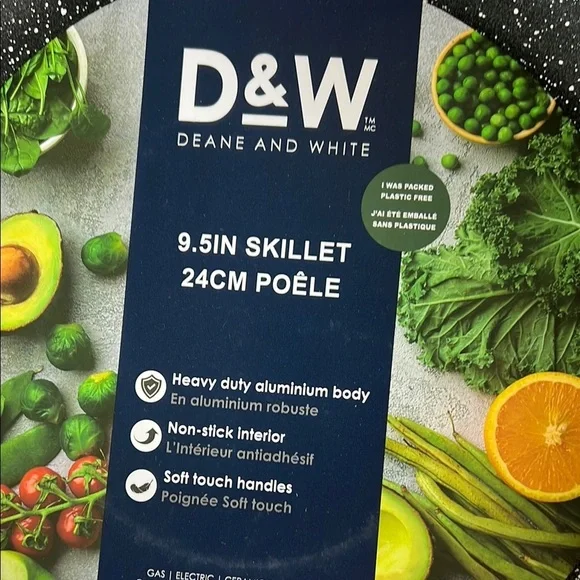 D&W
TM
MC
DEANE AND WHITE
I WAS PACKED
PLASTIC FREE
J'AI ÉTÉ EMBALLÉ
SANS PLASTIQUE
9.5IN SKILLET
24CM POÊLE
Heavy duty aluminium body
En aluminium robuste
Non-stick interior
L'Intérieur antiadhésif
Soft touch handles
Poignée Soft touch
GAS | ELECTRIC |